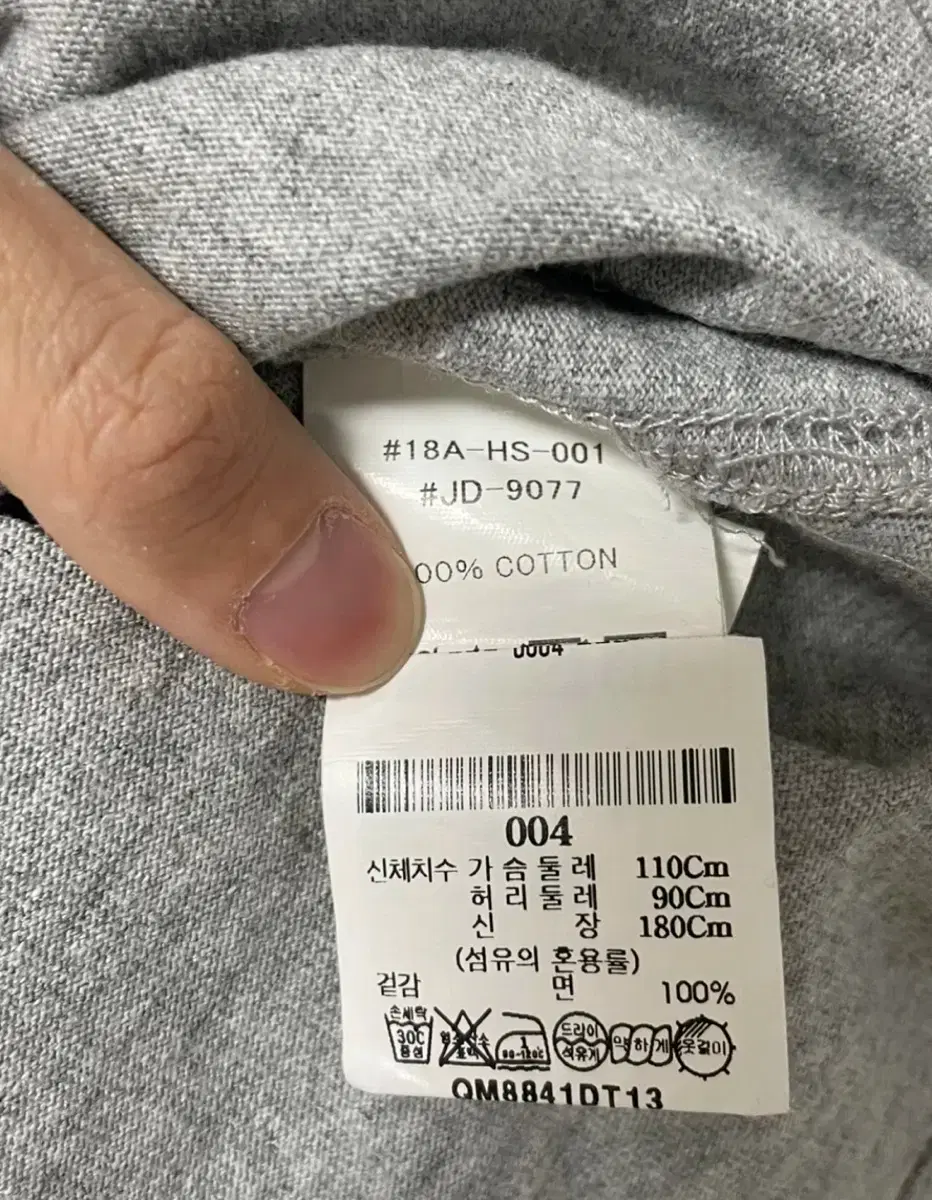 #18A-HS-001
#JD-9077
00% COTTON
0004
004
신체치수 가 슴 둘 레 110Cm
허 리 둘 레 90Cm
신 장 180Cm
(섬유의 혼용률)
겉감 면 100%
손세탁 30℃ 중성 드라이 석유계 약하게 옷걸이
QM8841DT13